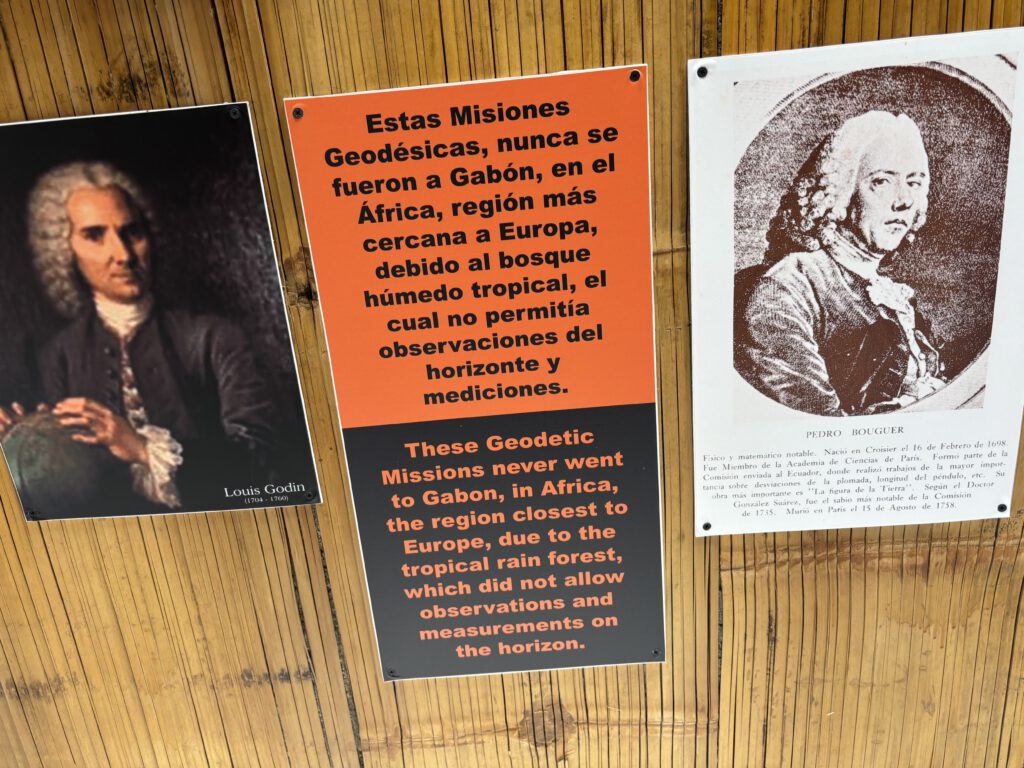 Louis Godin
(1704 - 1760)
Estas Misiones
Geodésicas, nunca se
fueron a Gabón, en el
África, región más
cercana a Europa,
debido al bosque
húmedo tropical, el
cual no permitía
observaciones del
horizonte y
mediciones.
These Geodetic
Missions never went
to Gabon, in Africa,
the region closest to
Europe, due to the
tropical rain forest,
which did not allow
observations and
measurements on
the horizon.
PEDRO BOUGUER
Físico y matemático notable. Nació en Croisier el 16 de Febrero de 1698
Fue Miembro de la Academia de Ciencias de París. Formó parte de la
Comisión enviada al Ecuador, donde realizó trabajos de la mayor impor-
tancia sobre desviaciones de la plomada, longitud del péndulo, etc. Su
obra más importante es "La figura de la Tierra". Según el Doctor
González Suárez, fue el sabio más notable de la Comisión
de 1735. Murió en París el 15 de Agosto de 1758.